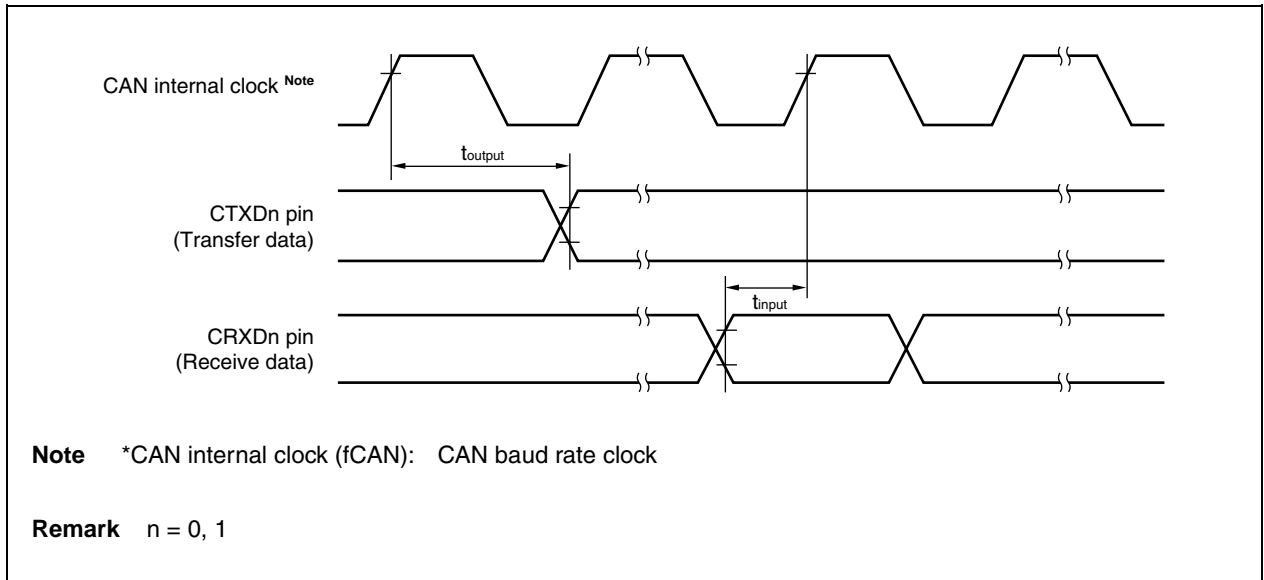 CAN internal clock Note
toutput
CTXDn pin
(Transfer data)
tinput
CRXDn pin
(Receive data)
Note *CAN internal clock (fCAN): CAN baud rate clock
Remark n = 0, 1